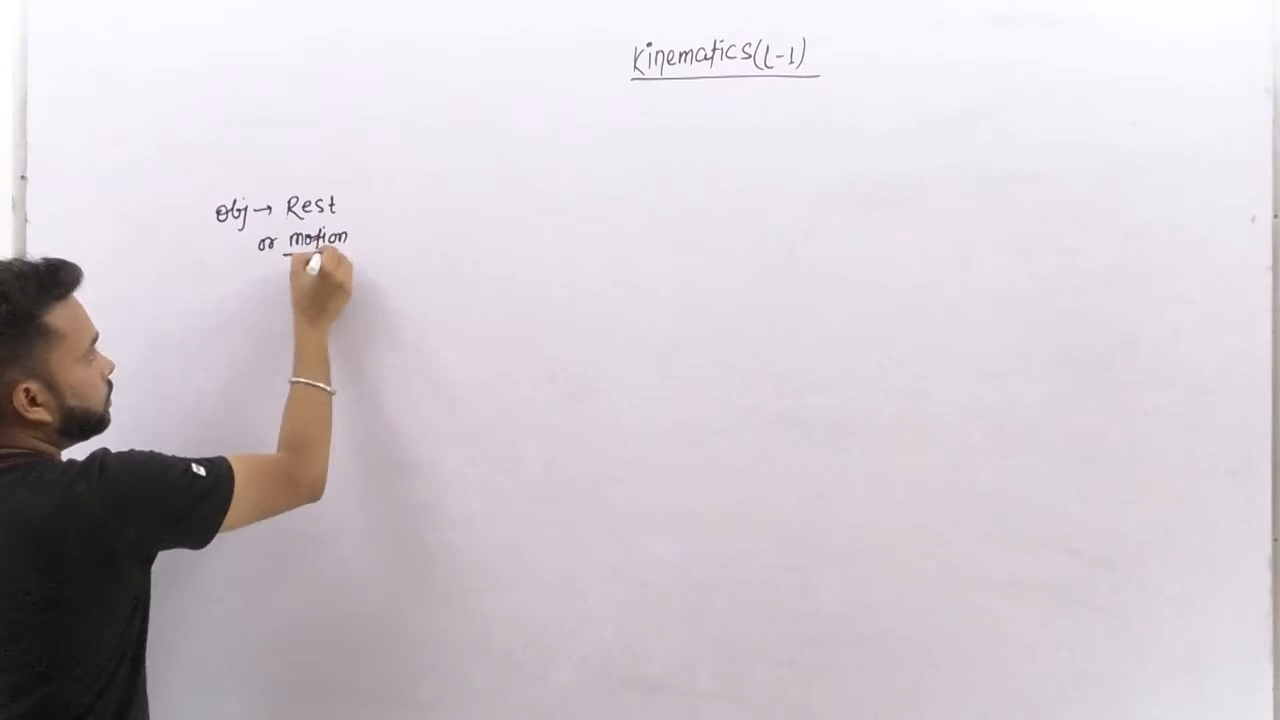 Kinematics(L-1)
Obj → Rest
or motion